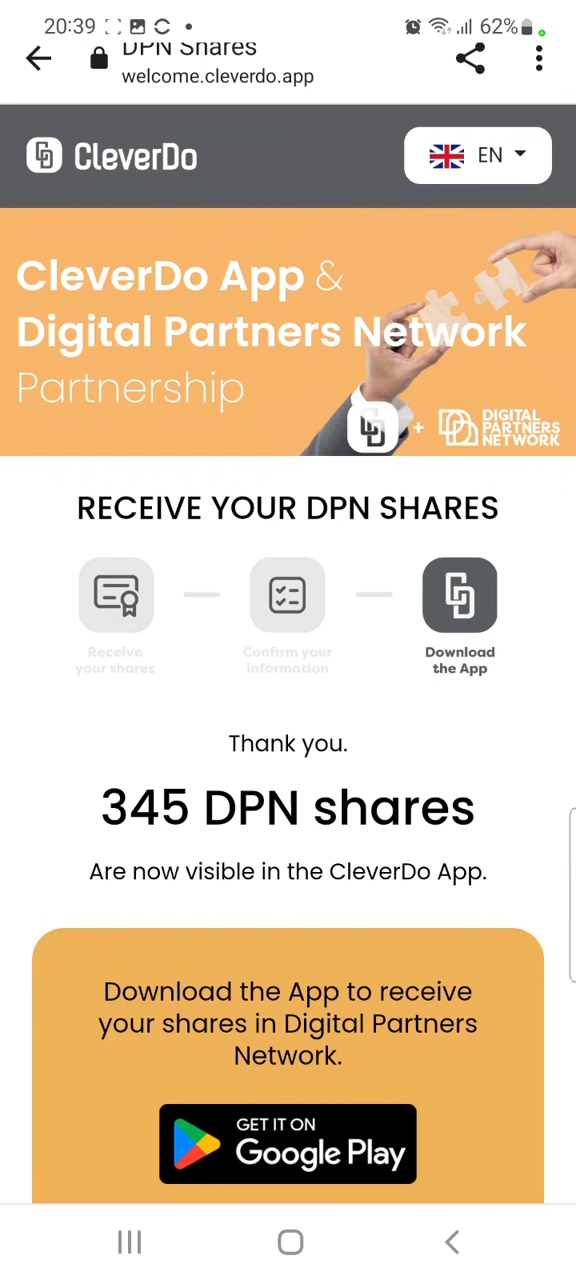 20:39
62%
DPN Shares
welcome.cleverdo.app
CleverDo
EN
CleverDo App &
Digital Partners Network
Partnership
+ DIGITAL
PARTNERS
NETWORK
RECEIVE YOUR DPN SHARES
Receive
your shares
Confirm your
information
Download
the App
Thank you.
345 DPN shares
Are now visible in the CleverDo App.
Download the App to receive
your shares in Digital Partners
Network.
GET IT ON
Google Play